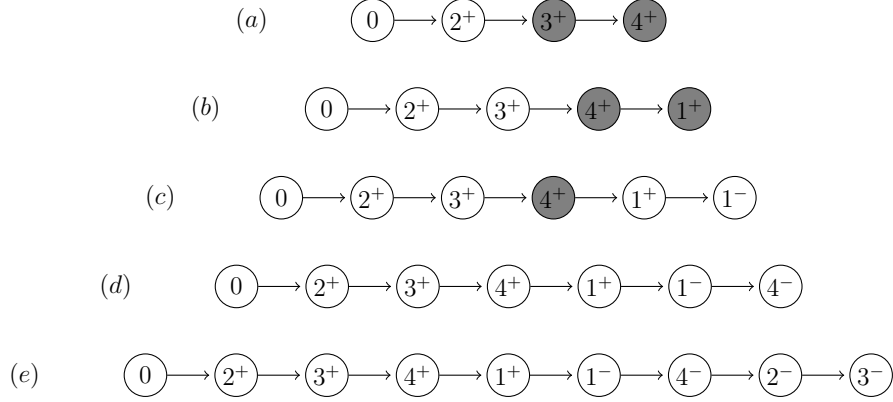 (a) 0 2⁺ 3⁺ 4⁺
(b) 0 2⁺ 3⁺ 4⁺ 1⁺
(c) 0 2⁺ 3⁺ 4⁺ 1⁺ 1⁻
(d) 0 2⁺ 3⁺ 4⁺ 1⁺ 1⁻ 4⁻
(e) 0 2⁺ 3⁺ 4⁺ 1⁺ 1⁻ 4⁻ 2⁻ 3⁻